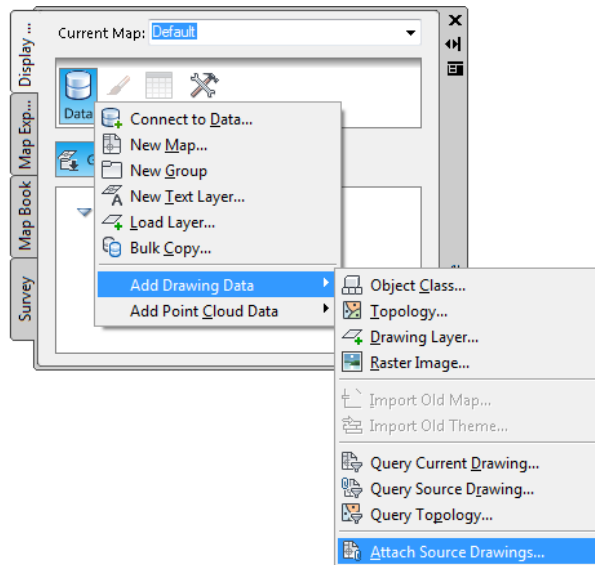 Current Map: Default
Display ...
Map Exp...
Map Book
Survey
Data
Connect to Data...
New Map...
New Group
New Text Layer...
Load Layer...
Bulk Copy...
Add Drawing Data
Add Point Cloud Data
Object Class...
Topology...
Drawing Layer...
Raster Image...
Import Old Map...
Import Old Theme...
Query Current Drawing...
Query Source Drawing...
Query Topology...
Attach Source Drawings...